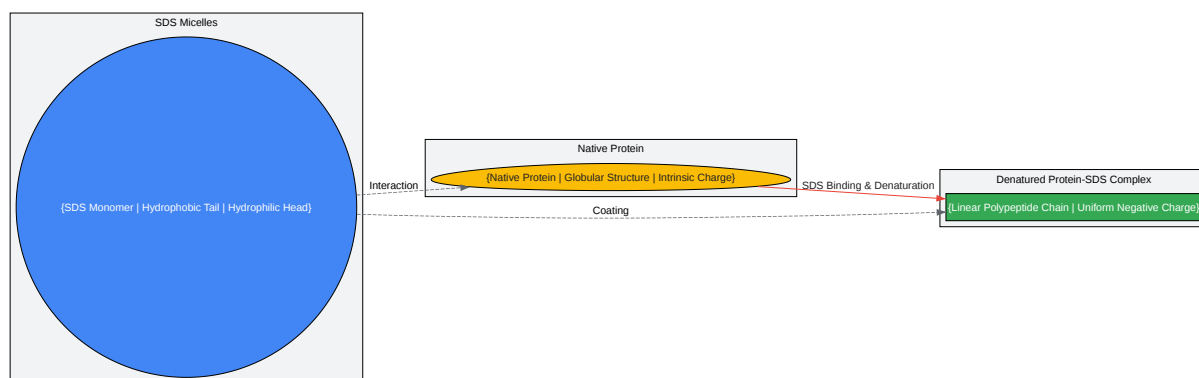 SDS Micelles
{SDS Monomer | Hydrophobic Tail | Hydrophilic Head}
Interaction
Coating
Native Protein
{Native Protein | Globular Structure | Intrinsic Charge}
SDS Binding & Denaturation
Denatured Protein-SDS Complex
{Linear Polypeptide Chain | Uniform Negative Charge}